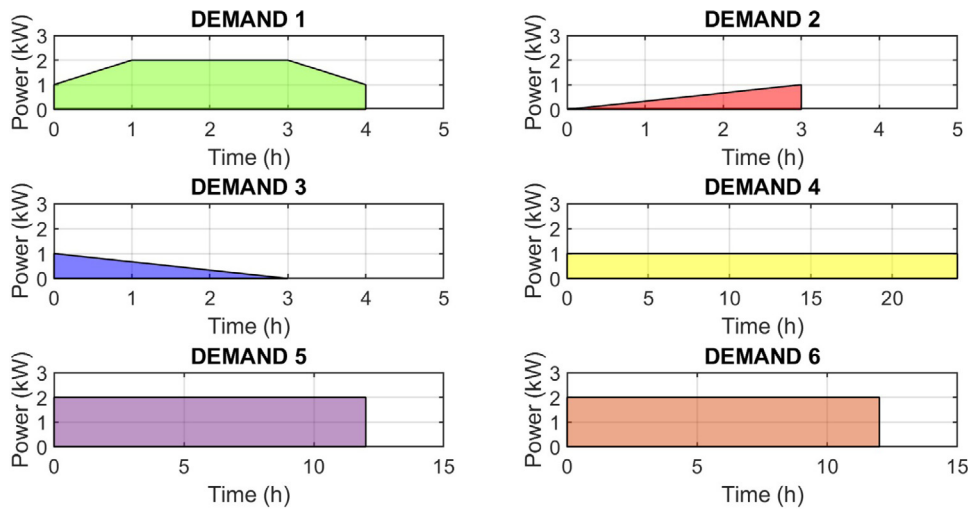 DEMAND 1
Power (kW)
3
2
1
0
0 1 2 3 4 5
Time (h)
DEMAND 2
Power (kW)
3
2
1
0
0 1 2 3 4 5
Time (h)
DEMAND 3
Power (kW)
3
2
1
0
0 1 2 3 4 5
Time (h)
DEMAND 4
Power (kW)
3
2
1
0
0 5 10 15 20
Time (h)
DEMAND 5
Power (kW)
3
2
1
0
0 5 10 15
Time (h)
DEMAND 6
Power (kW)
3
2
1
0
0 5 10 15
Time (h)